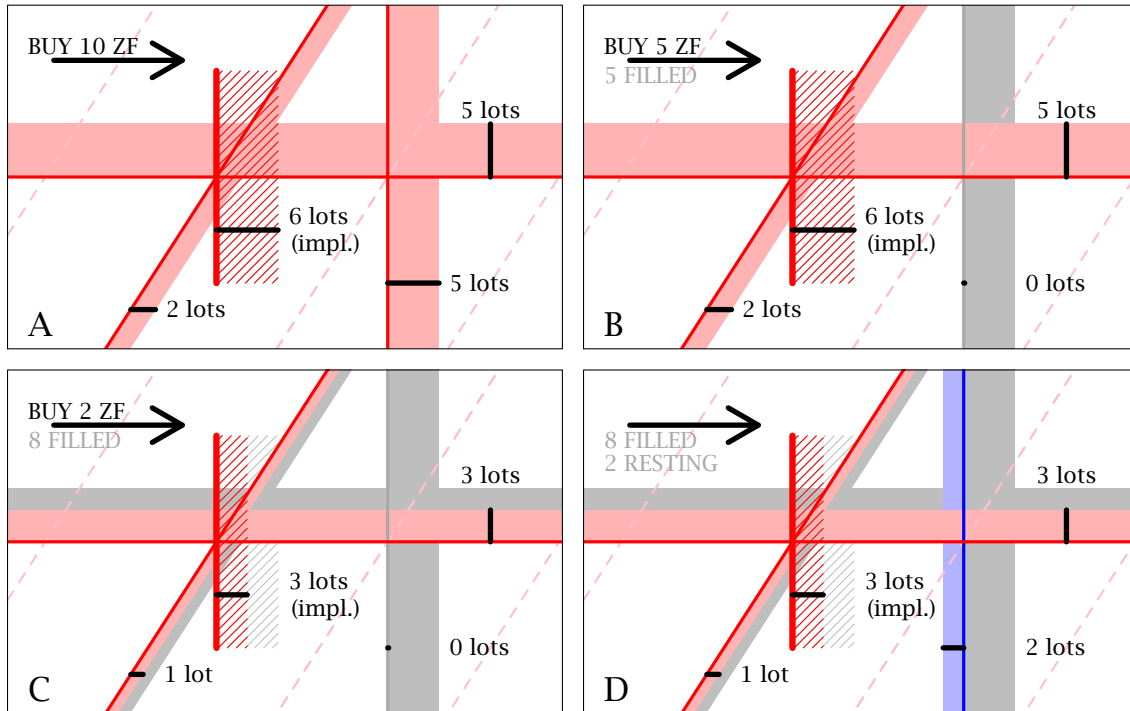 BUY 10 ZF
5 lots
6 lots
(impl.)
5 lots
2 lots
A
BUY 5 ZF
5 FILLED
5 lots
6 lots
(impl.)
0 lots
2 lots
B
BUY 2 ZF
8 FILLED
3 lots
3 lots
(impl.)
0 lots
1 lot
C
8 FILLED
2 RESTING
3 lots
3 lots
(impl.)
2 lots
1 lot
D